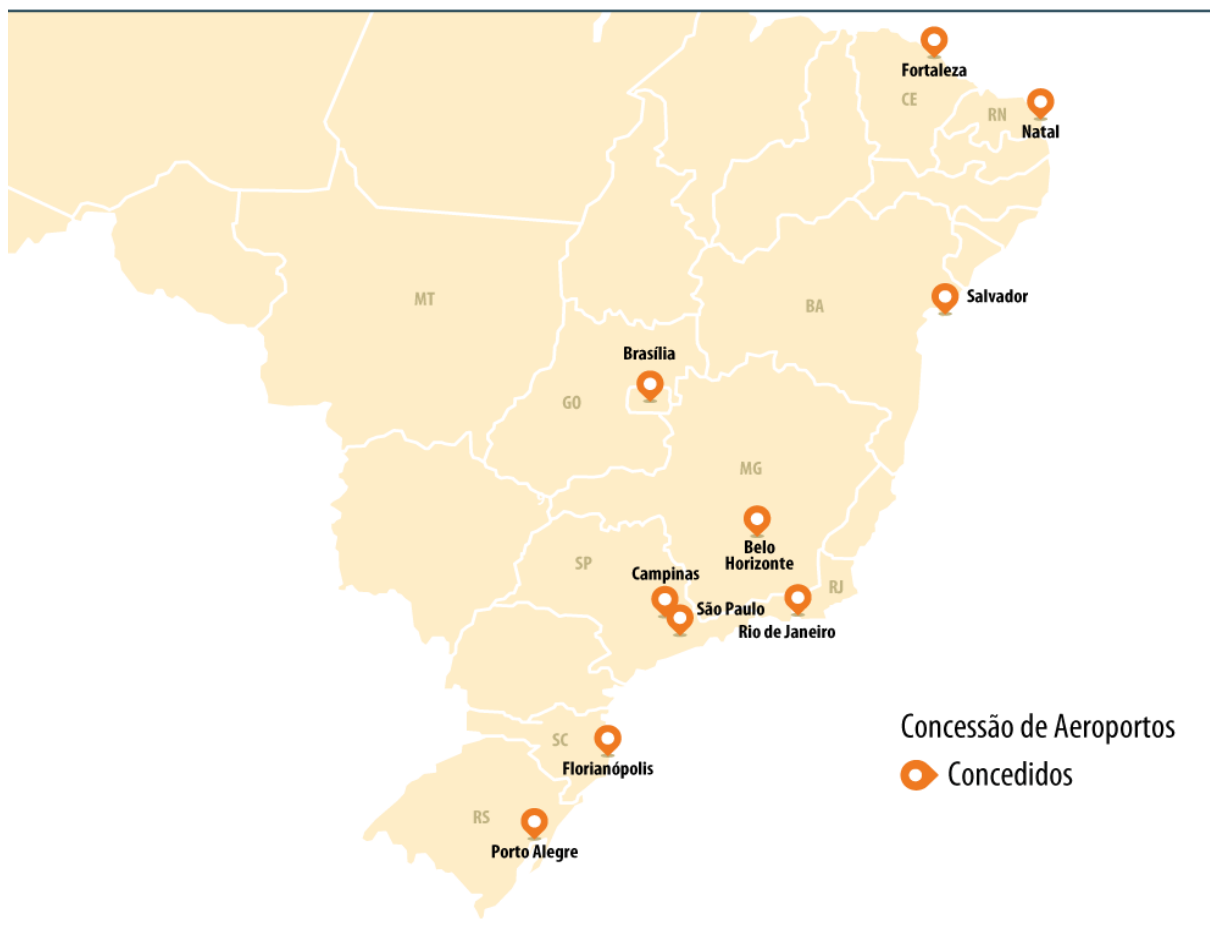 Fortaleza
CE
RN
Natal
MT
BA
Salvador
Brasília
GO
MG
Belo
Horizonte
SP
Campinas
RJ
São Paulo
Rio de Janeiro
Concessão de Aeroportos
SC
Florianópolis
Concedidos
RS
Porto Alegre